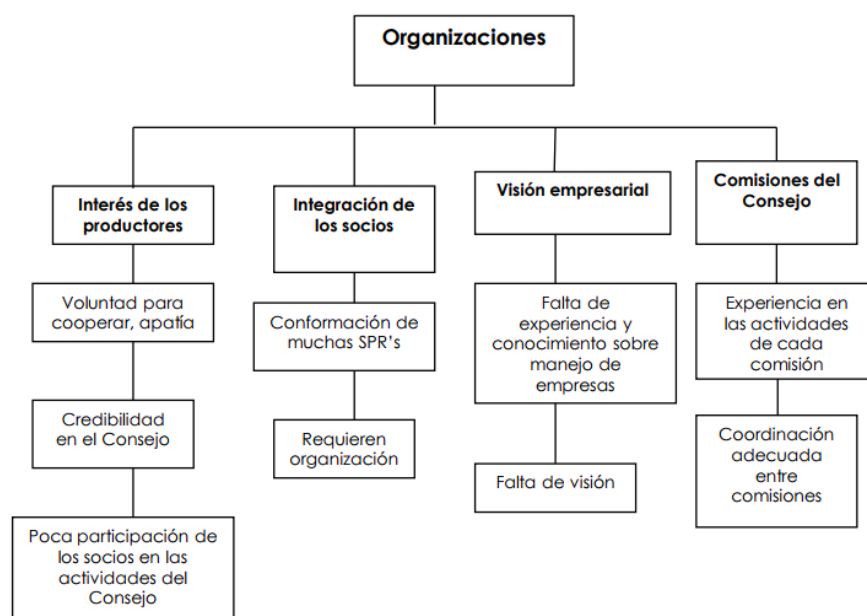 Organizaciones
Interés de los
productores
Integración de
los socios
Visión empresarial
Comisiones del
Consejo
Voluntad para
cooperar, apatía
Conformación de
muchas SPR's
Falta de
experiencia y
conocimiento sobre
manejo de
empresas
Experiencia en
las actividades
de cada
comisión
Credibilidad
en el Consejo
Requieren
organización
Falta de visión
Coordinación
adecuada
entre
comisiones
Poca participación de
los socios en las
actividades del
Consejo